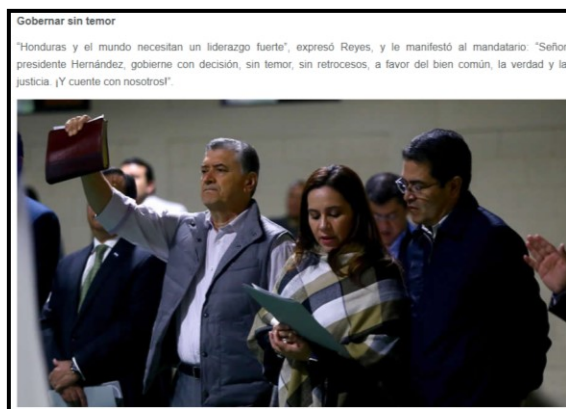 Gobernar sin temor
"Honduras y el mundo necesitan un liderazgo fuerte", expresó Reyes, y le manifestó al mandatario: "Señor
presidente Hernández, gobierne con decisión, sin temor, sin retrocesos, a favor del bien común, la verdad y la
justicia. ¡Y cuente con nosotros!".